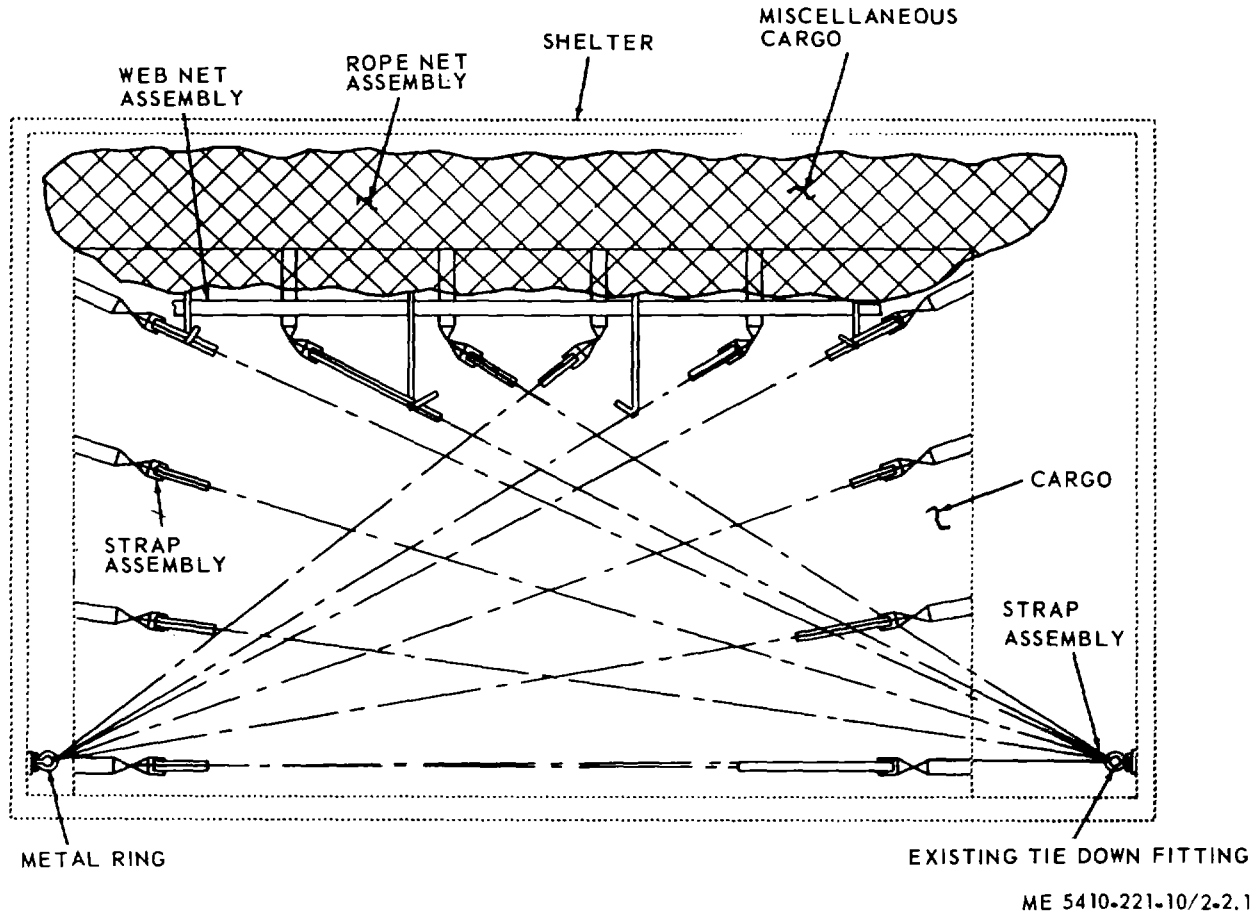 MISCELLANEOUS
CARGO
SHELTER
ROPE NET
ASSEMBLY
WEB NET
ASSEMBLY
CARGO
STRAP
ASSEMBLY
STRAP
ASSEMBLY
METAL RING
EXISTING TIE DOWN FITTING
ME 5410-221-10/2-2.1